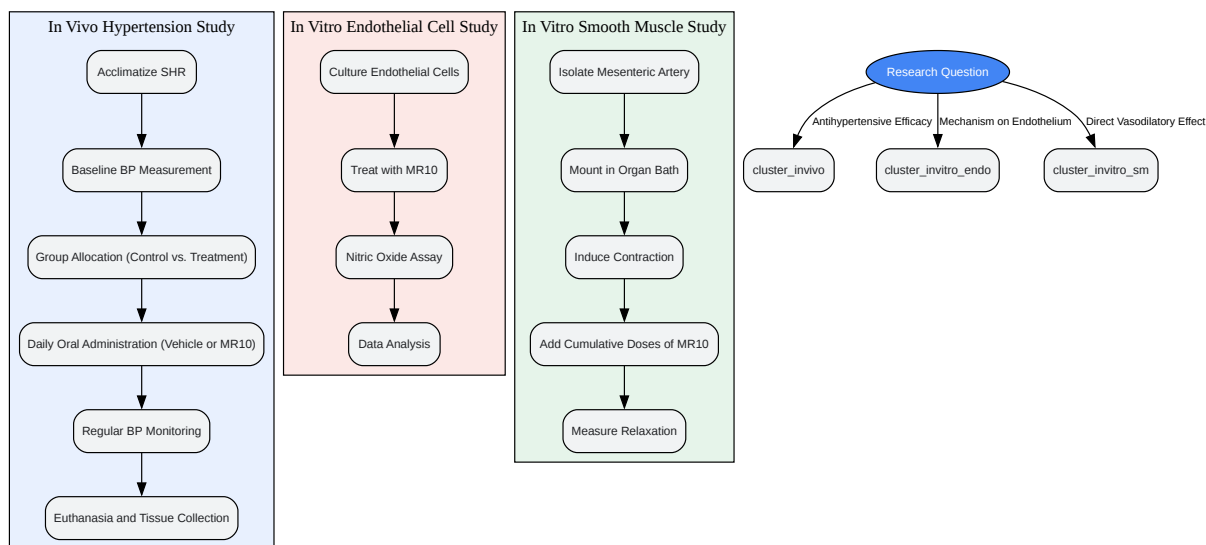 In Vivo Hypertension Study
Acclimatize SHR
Baseline BP Measurement
Group Allocation (Control vs. Treatment)
Daily Oral Administration (Vehicle or MR10)
Regular BP Monitoring
Euthanasia and Tissue Collection
In Vitro Endothelial Cell Study
Culture Endothelial Cells
Treat with MR10
Nitric Oxide Assay
Data Analysis
In Vitro Smooth Muscle Study
Isolate Mesenteric Artery
Mount in Organ Bath
Induce Contraction
Add Cumulative Doses of MR10
Measure Relaxation
Research Question
Antihypertensive Efficacy
Mechanism on Endothelium
Direct Vasodilatory Effect
cluster_invivo
cluster_invitro_endo
cluster_invitro_sm